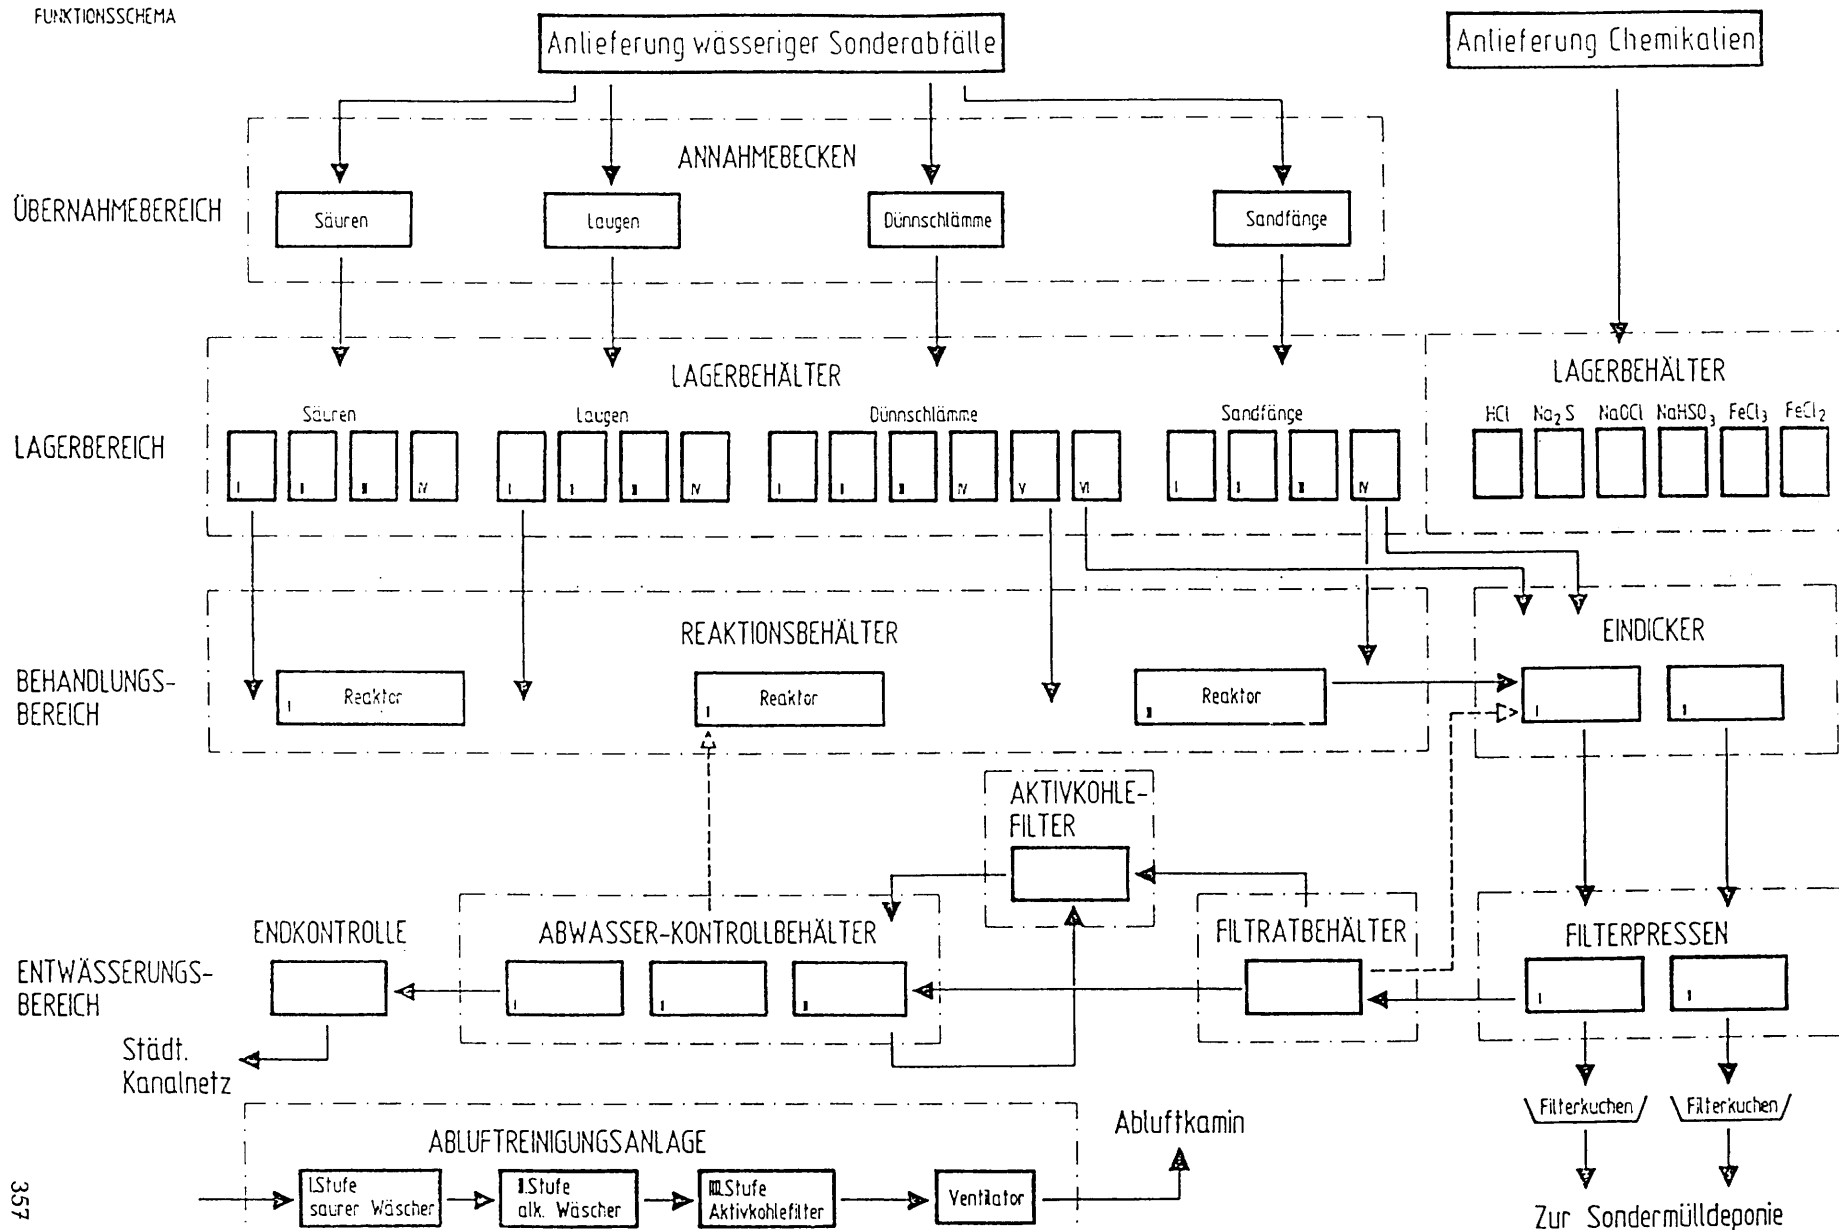 FUNKTIONSSCHEMA
Anlieferung wässeriger Sonderabfälle
Anlieferung Chemikalien
ANNAHMEBECKEN
ÜBERNAHMEBEREICH
Säuren
Laugen
Dünnschlämme
Sandfänge
LAGERBEHÄLTER
LAGERBEHÄLTER
Säuren
Laugen
Dünnschlämme
Sandfänge
HCl Na₂S NaOCl NaHSO₃ FeCl₃ FeCl₂
LAGERBEREICH
I II III IV
I II III IV
I II III IV V VI
I II III IV
REAKTIONSBEHÄLTER
EINDICKER
BEHANDLUNGS-
BEREICH
I Reaktor
II Reaktor
III Reaktor
I
II
AKTIVKOHLE-
FILTER
ENDKONTROLLE
ABWASSER-KONTROLLBEHÄLTER
FILTRATBEHÄLTER
FILTERPRESSEN
ENTWÄSSERUNGS-
BEREICH
I
II
III
I
II
Städt.
Kanalnetz
Filterkuchen
Filterkuchen
ABLUFTREINIGUNGSANLAGE
Abluftkamin
I.Stufe
saurer Wäscher
II.Stufe
alk. Wäscher
III.Stufe
Aktivkohlefilter
Ventilator
Zur Sondermülldeponie
357